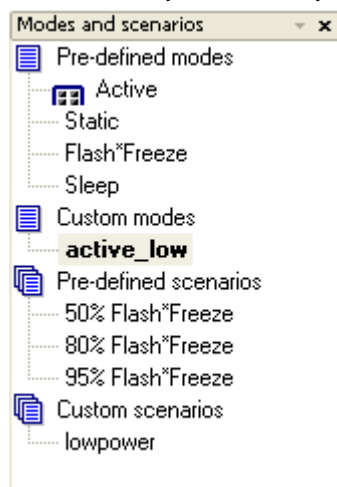 Modes and scenarios
Pre-defined modes
Active
Static
Flash*Freeze
Sleep
Custom modes
active_low
Pre-defined scenarios
50% Flash*Freeze
80% Flash*Freeze
95% Flash*Freeze
Custom scenarios
lowpower